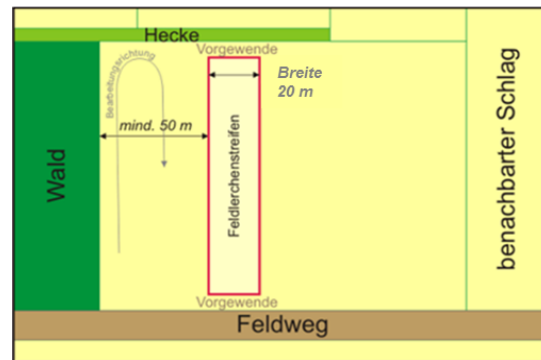 Hecke
Vorgewende
Bearbeitungsrichtung
Breite
20 m
mind. 50 m
Wald
Feldlerchenstreifen
benachbarter Schlag
Vorgewende
Feldweg